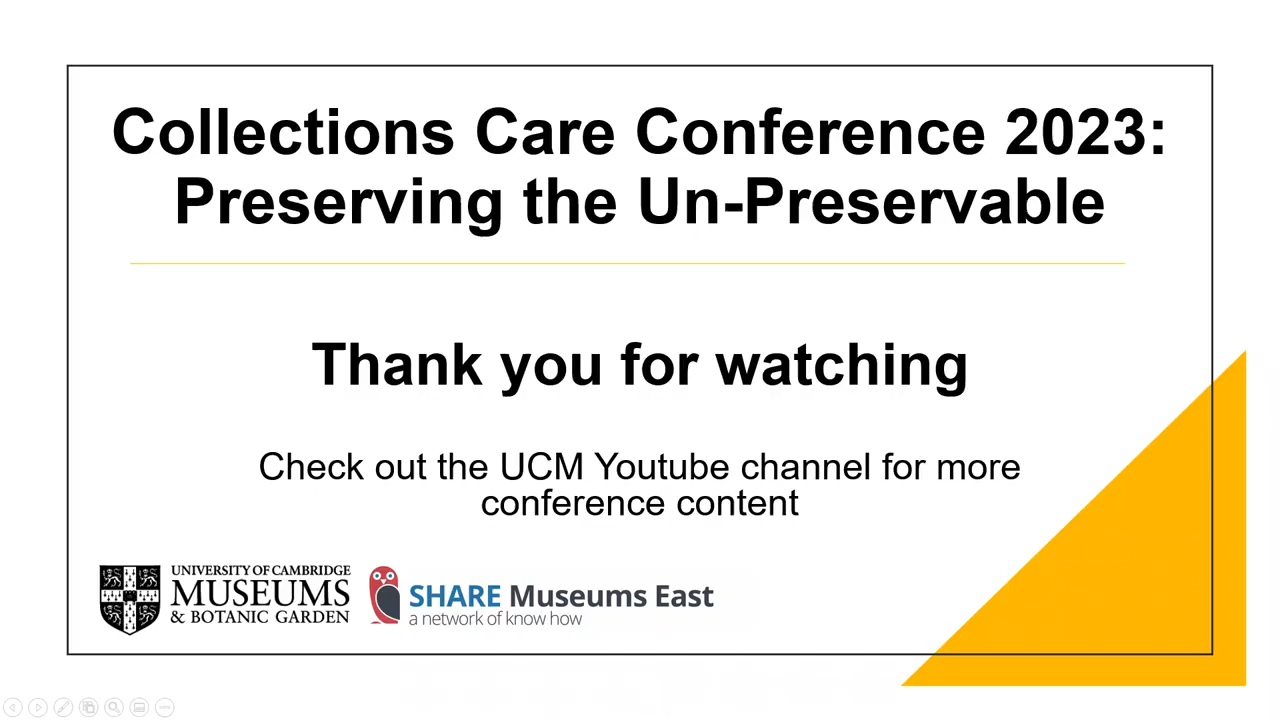 Collections Care Conference 2023:
Preserving the Un-Preservable
Thank you for watching
Check out the UCM Youtube channel for more
conference content
UNIVERSITY OF CAMBRIDGE
MUSEUMS
& BOTANIC GARDEN
SHARE Museums East
a network of know how